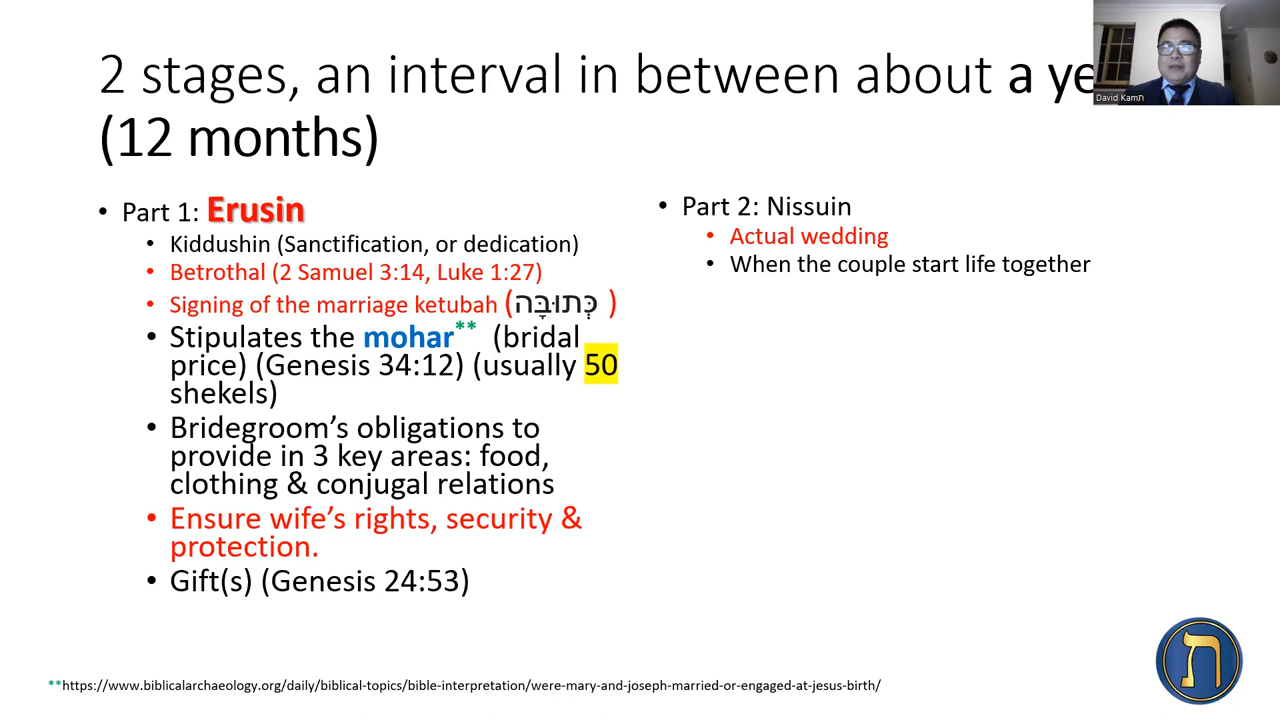 2 stages, an interval in between about a ye
(12 months)
David Kamת
• Part 1: Erusin
• Kiddushin (Sanctification, or dedication)
• Betrothal (2 Samuel 3:14, Luke 1:27)
• Signing of the marriage ketubah (כְּתוּבָּה )
• Stipulates the mohar** (bridal
price) (Genesis 34:12) (usually 50
shekels)
• Bridegroom’s obligations to
provide in 3 key areas: food,
clothing & conjugal relations
• Ensure wife’s rights, security &
protection.
• Gift(s) (Genesis 24:53)
• Part 2: Nissuin
• Actual wedding
• When the couple start life together
**https://www.biblicalarchaeology.org/daily/biblical-topics/bible-interpretation/were-mary-and-joseph-married-or-engaged-at-jesus-birth/
ת